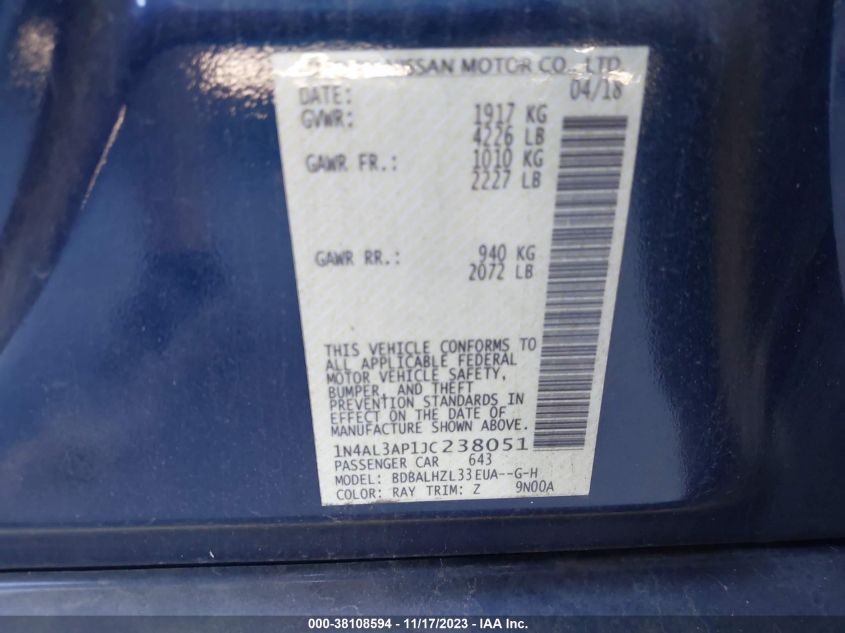 NISSAN MOTOR CO., LTD.
DATE: 04/18
GVWR: 1917 KG
4226 LB
GAWR FR.: 1010 KG
2227 LB
GAWR RR.: 940 KG
2072 LB
THIS VEHICLE CONFORMS TO
ALL APPLICABLE FEDERAL
MOTOR VEHICLE SAFETY,
BUMPER, AND THEFT
PREVENTION STANDARDS IN
EFFECT ON THE DATE OF
MANUFACTURE SHOWN ABOVE.
1N4AL3AP1JC238051
PASSENGER CAR 643
MODEL: BDBALHZL33EUA--G-H
COLOR: RAY TRIM: Z 9N00A
000-38108594 - 11/17/2023 - Copyright © IAA, Inc.